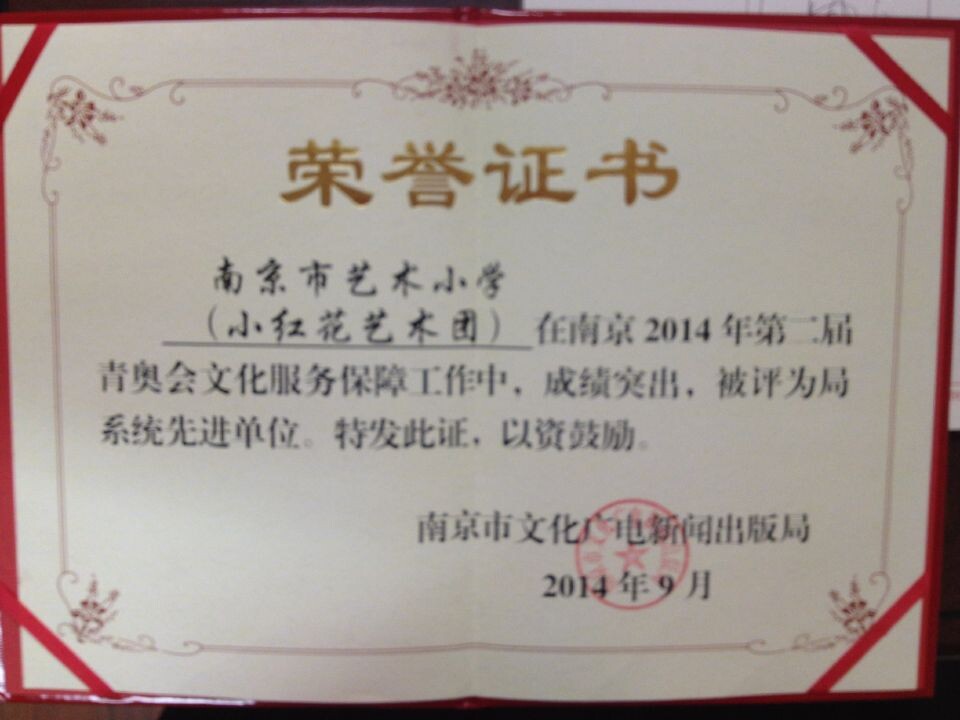 荣誉证书
南京市艺术小学
（小红花艺术团）在南京2014年第二届
青奥会文化服务保障工作中，成绩突出，被评为局
系统先进单位。特发此证，以资鼓励。
南京市文化广电新闻出版局
2014年9月